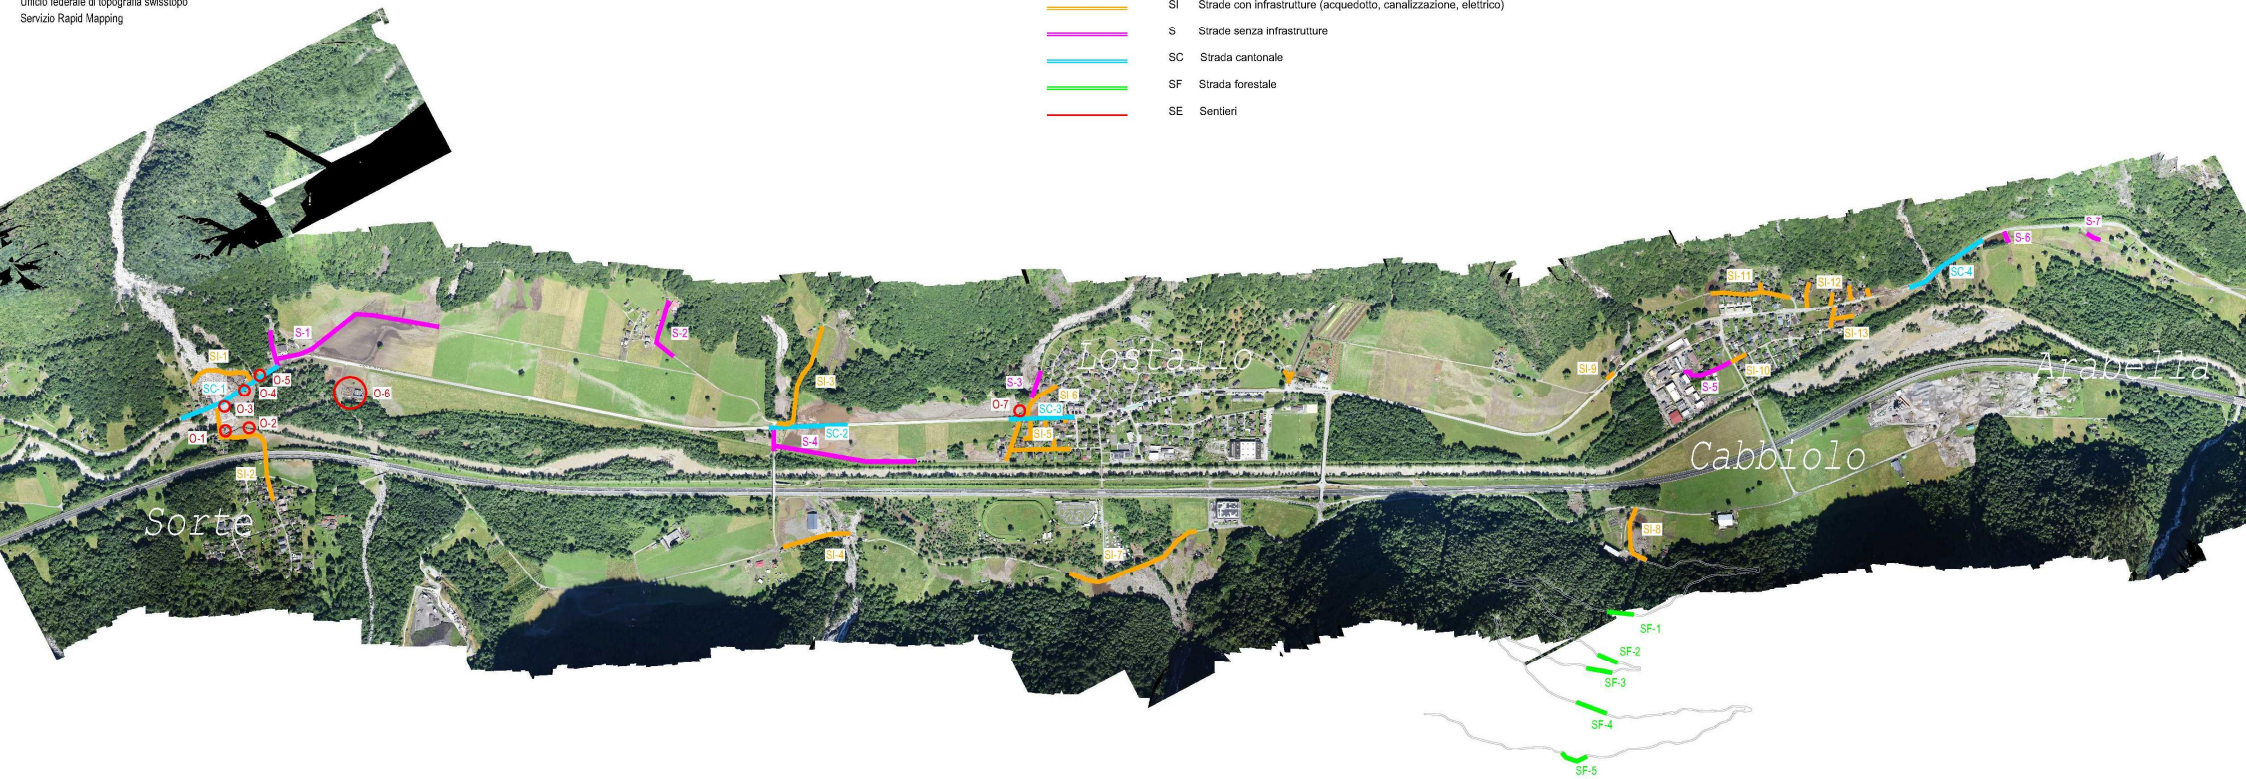 Ufficio federale di topografia swisstopo
Servizio Rapid Mapping
SI Strade con infrastrutture (acquedotto, canalizzazione, elettrico)
S Strade senza infrastrutture
SC Strada cantonale
SF Strada forestale
SE Sentieri
S-7
S-6
SC-4
SI-11
SI-12
SI-13
S-1
S-2
SI-1
Lostallo
Arabella
SI-9
SI-10
S-5
O-5
SC-1
O-4
O-6
SI-3
S-3
SI-6
O-7
SC-3
O-3
O-2
O-1
SC-2
S-4
SI-5
Cabbiolo
SI-2
Sorte
SI-4
SI-7
SI-8
SF-1
SF-2
SF-3
SF-4
SF-5